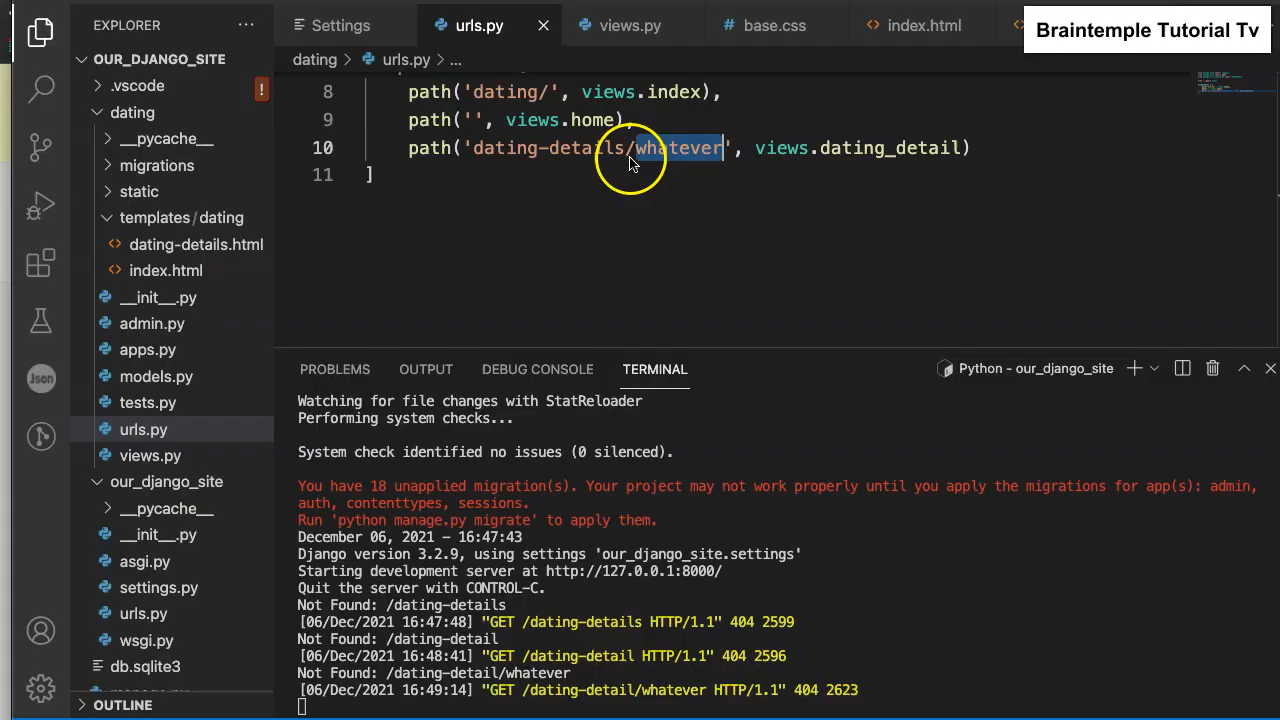 EXPLORER
Settings
urls.py
views.py
base.css
index.html
Braintemple Tutorial Tv
OUR_DJANGO_SITE
dating
urls.py
...
.vscode
!
dating
__pycache__
migrations
static
templates/dating
dating-details.html
index.html
__init__.py
admin.py
apps.py
models.py
tests.py
urls.py
views.py
our_django_site
__pycache__
__init__.py
asgi.py
settings.py
urls.py
wsgi.py
db.sqlite3
OUTLINE
Json
8 path('dating/', views.index),
9 path('', views.home),
10 path('dating-details/whatever', views.dating_detail)
11 ]
PROBLEMS
OUTPUT
DEBUG CONSOLE
TERMINAL
Python - our_django_site
Watching for file changes with StatReloader
Performing system checks...
System check identified no issues (0 silenced).
You have 18 unapplied migration(s). Your project may not work properly until you apply the migrations for app(s): admin,
auth, contenttypes, sessions.
Run 'python manage.py migrate' to apply them.
December 06, 2021 - 16:47:43
Django version 3.2.9, using settings 'our_django_site.settings'
Starting development server at http://127.0.0.1:8000/
Quit the server with CONTROL-C.
Not Found: /dating-details
[06/Dec/2021 16:47:48] "GET /dating-details HTTP/1.1" 404 2599
Not Found: /dating-detail
[06/Dec/2021 16:48:41] "GET /dating-detail HTTP/1.1" 404 2596
Not Found: /dating-detail/whatever
[06/Dec/2021 16:49:14] "GET /dating-detail/whatever HTTP/1.1" 404 2623